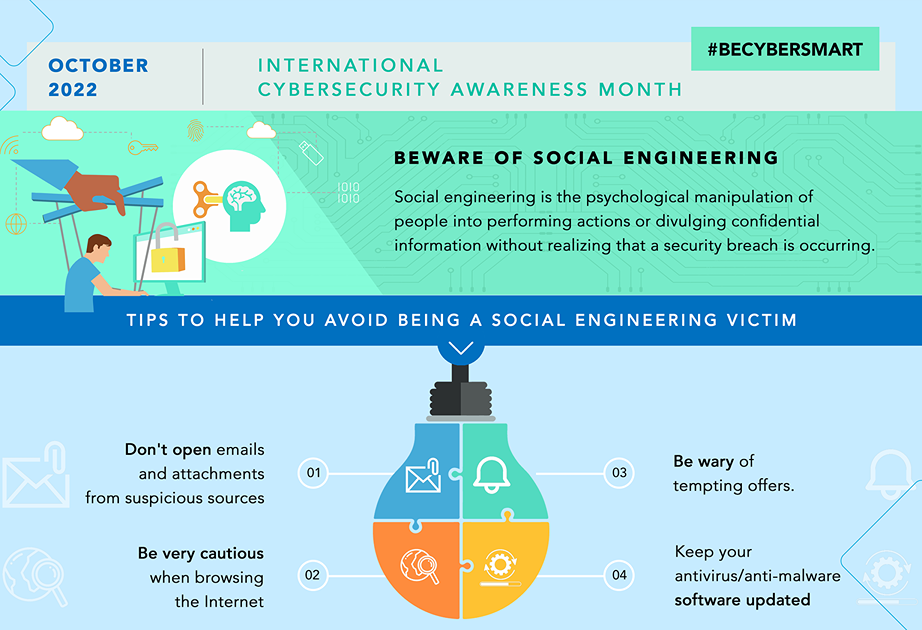 OCTOBER
2022
INTERNATIONAL
CYBERSECURITY AWARENESS MONTH
#BECYBERSMART
1010
1010
BEWARE OF SOCIAL ENGINEERING
Social engineering is the psychological manipulation of
people into performing actions or divulging confidential
information without realizing that a security breach is occurring.
TIPS TO HELP YOU AVOID BEING A SOCIAL ENGINEERING VICTIM
01
Don't open emails
and attachments
from suspicious sources
02
Be very cautious
when browsing
the Internet
03
Be wary of
tempting offers.
04
Keep your
antivirus/anti-malware
software updated